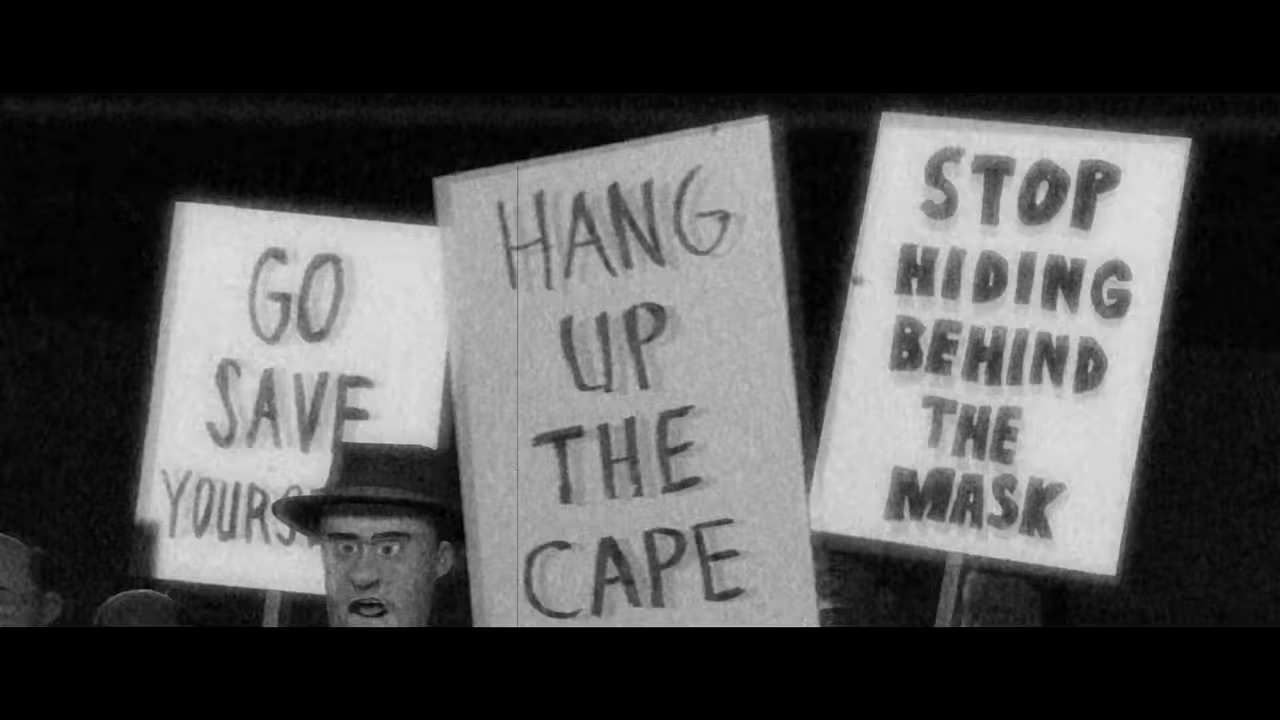 GO
SAVE
HANG
UP
THE
CAPE
STOP
HIDING
BEHIND
THE
MASK